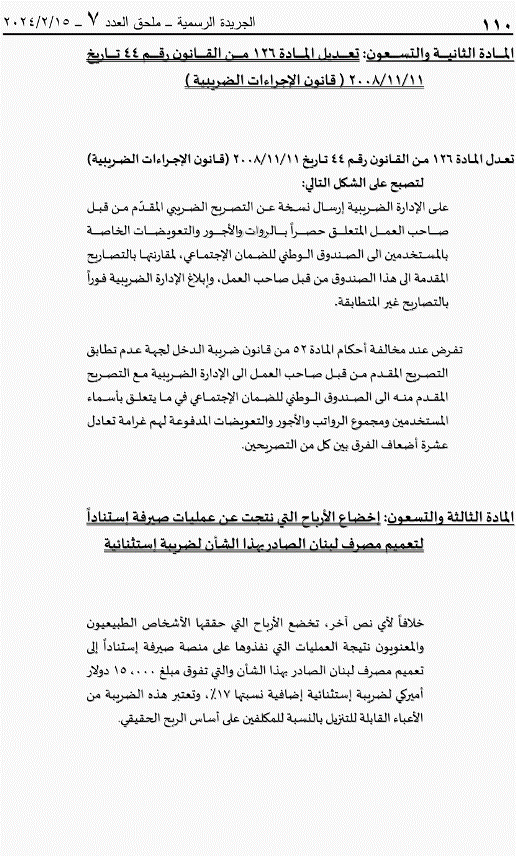 ١١٠ الجريدة الرسمية ـ ملحق العدد ٧ ـ ٢٠٢٤/٢/١٥
المادة الثانية والتسعون: تعديل المادة ١٢٦ من القانون رقم ٤٤ تاريخ
٢٠٠٨/١١/١١ ( قانون الإجراءات الضريبية )
تعدل المادة ١٢٦ من القانون رقم ٤٤ تاريخ ٢٠٠٨/١١/١١ (قانون الإجراءات الضريبية)
لتصبح على الشكل التالي:
على الإدارة الضريبية إرسال نسخة عن التصريح الضريبي المقدّم من قبل
صاحب العمل المتعلق حصراً بالروات والأجور والتعويضات الخاصة
بالمستخدمين الى الصندوق الوطني للضمان الإجتماعي، لمقارنتها بالتصاريح
المقدمة الى هذا الصندوق من قبل صاحب العمل، وإبلاغ الإدارة الضريبية فوراً
بالتصاريح غير المتطابقة.
تفرض عند مخالفة أحكام المادة ٥٢ من قانون ضريبة الدخل لجهة عدم تطابق
التصريح المقدم من قبل صاحب العمل الى الإدارة الضريبية مع التصريح
المقدم منه الى الصندوق الوطني للضمان الإجتماعي في ما يتعلق بأسماء
المستخدمين ومجموع الرواتب والأجور والتعويضات المدفوعة لهم غرامة تعادل
عشرة أضعاف الفرق بين كل من التصريحين.
المادة الثالثة والتسعون: إخضاع الأرباح التي نتجت عن عمليات صيرفة إستناداً
لتعميم مصرف لبنان الصادر بهذا الشأن لضريبة إستثنائية
خلافاً لأي نص آخر، تخضع الأرباح التي حققها الأشخاص الطبيعيون
والمعنويون نتيجة العمليات التي نفذوها على منصة صيرفة إستناداً إلى
تعميم مصرف لبنان الصادر بهذا الشأن والتي تفوق مبلغ ١٥،٠٠٠ دولار
أميركي لضريبة إستثنائية إضافية نسبتها ١٧٪، وتعتبر هذه الضريبة من
الأعباء القابلة للتنزيل بالنسبة للمكلفين على أساس الربح الحقيقي.